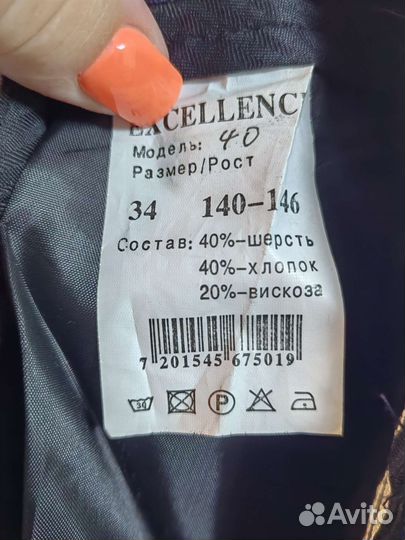 EXCELLENC
Модель: 40
Размер/Рост
34 140-146
Состав: 40%-шерсть
40%-хлопок
20%-вискоза
7 201545 675019
30 P
Avito